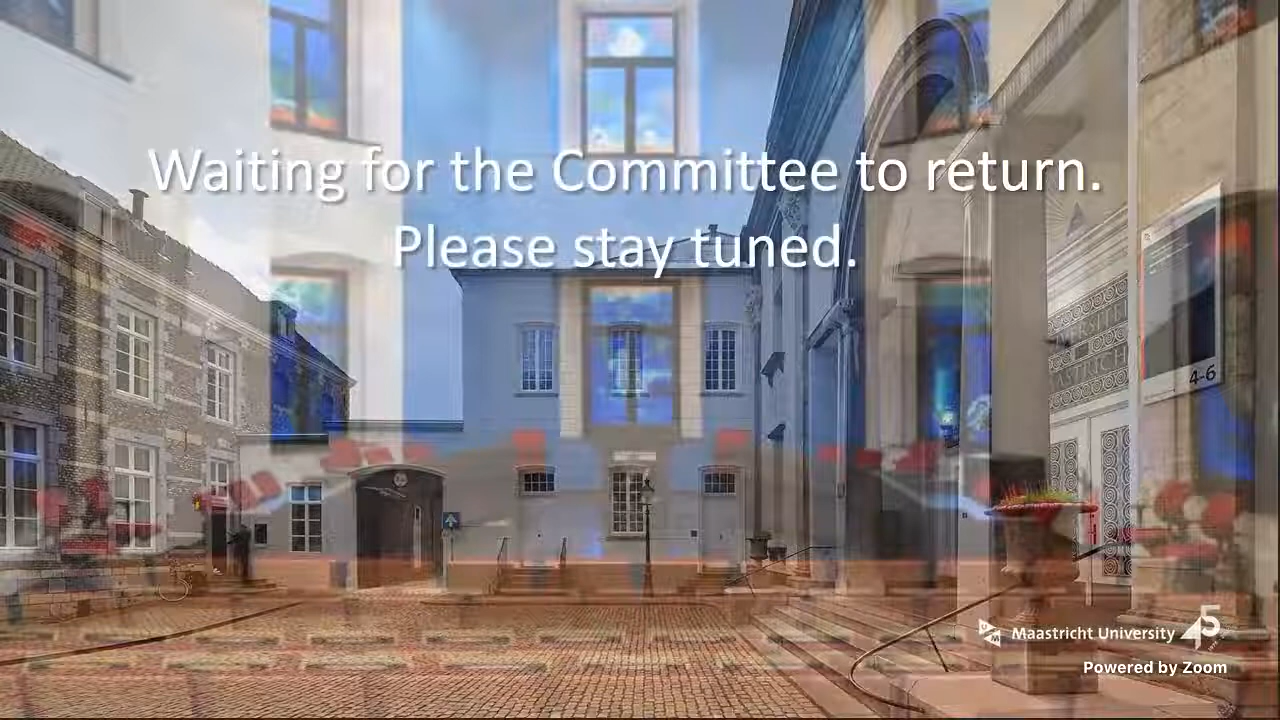 Waiting for the Committee to return.
Please stay tuned.
4-6
Maastricht University
45
Powered by Zoom